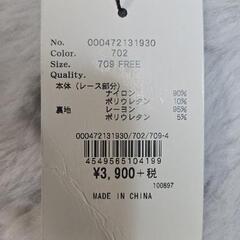 No. 000472131930
Color. 702
Size. 709 FREE
Quality.
本体(レース部分)
ナイロン 90%
ポリウレタン 10%
裏地 レーヨン 95%
ポリウレタン 5%
000472131930/702/709-4
4549565104199
¥3,900+税
100897
MADE IN CHINA